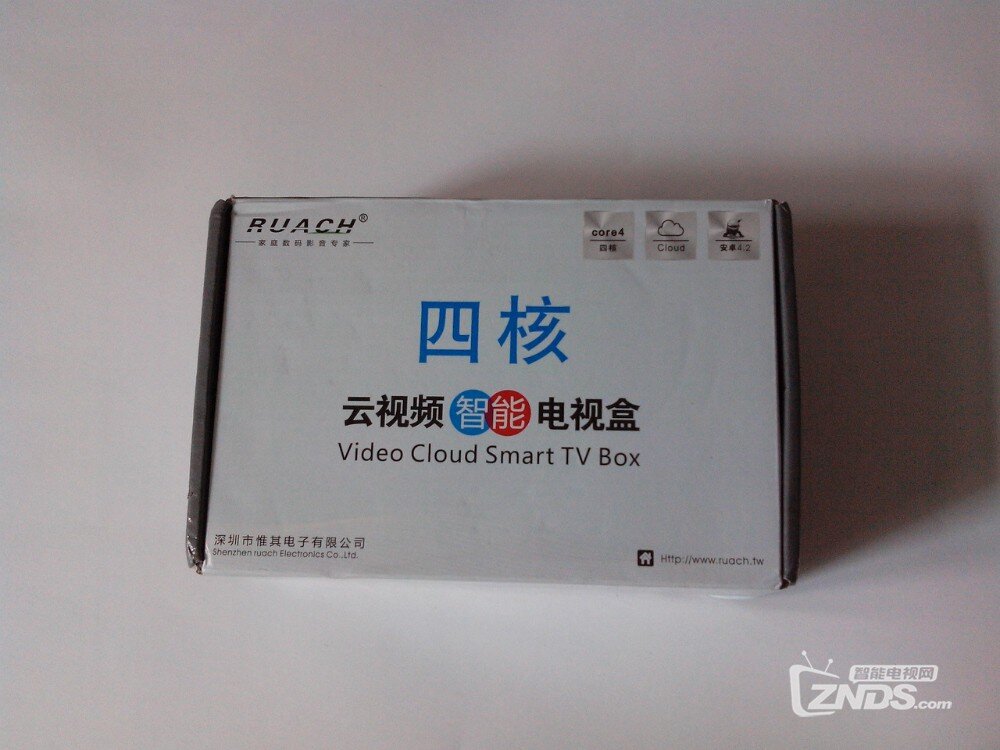 RUACH®
家庭数码影音专家
core4
四核
Cloud
安卓4.2
四核
云视频智能电视盒
Video Cloud Smart TV Box
深圳市惟其电子有限公司
Shenzhen ruach Electronics Co.,Ltd.
Http://www.ruach.tw
智能电视网
ZNDS.com